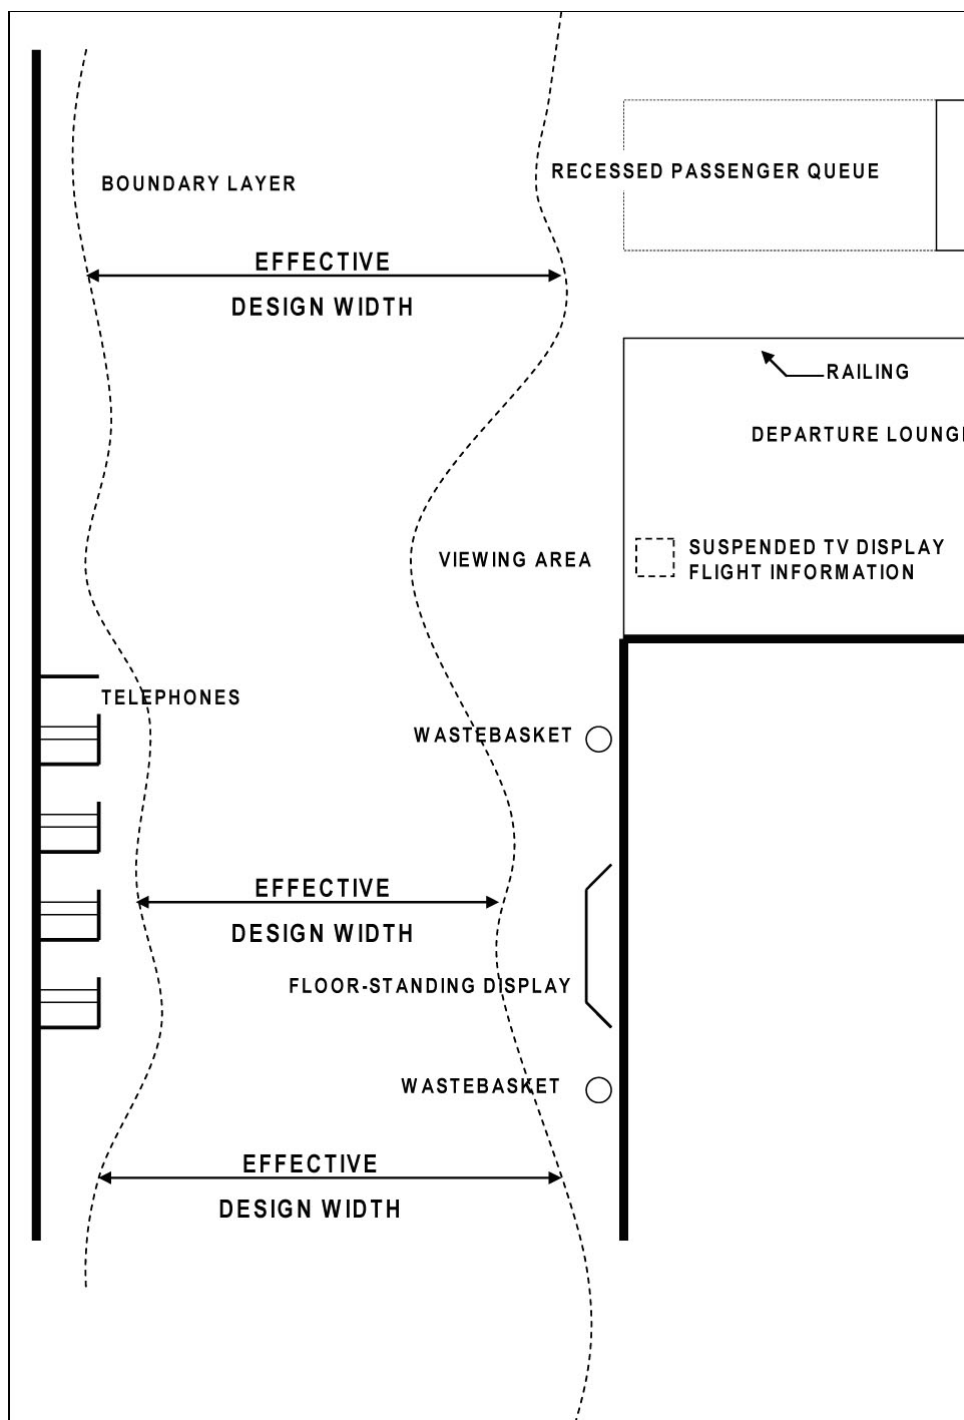 RECESSED PASSENGER QUEUE
BOUNDARY LAYER
EFFECTIVE
DESIGN WIDTH
RAILING
DEPARTURE LOUNGE
VIEWING AREA
SUSPENDED TV DISPLAY
FLIGHT INFORMATION
TELEPHONES
WASTEBASKET
EFFECTIVE
DESIGN WIDTH
FLOOR-STANDING DISPLAY
WASTEBASKET
EFFECTIVE
DESIGN WIDTH